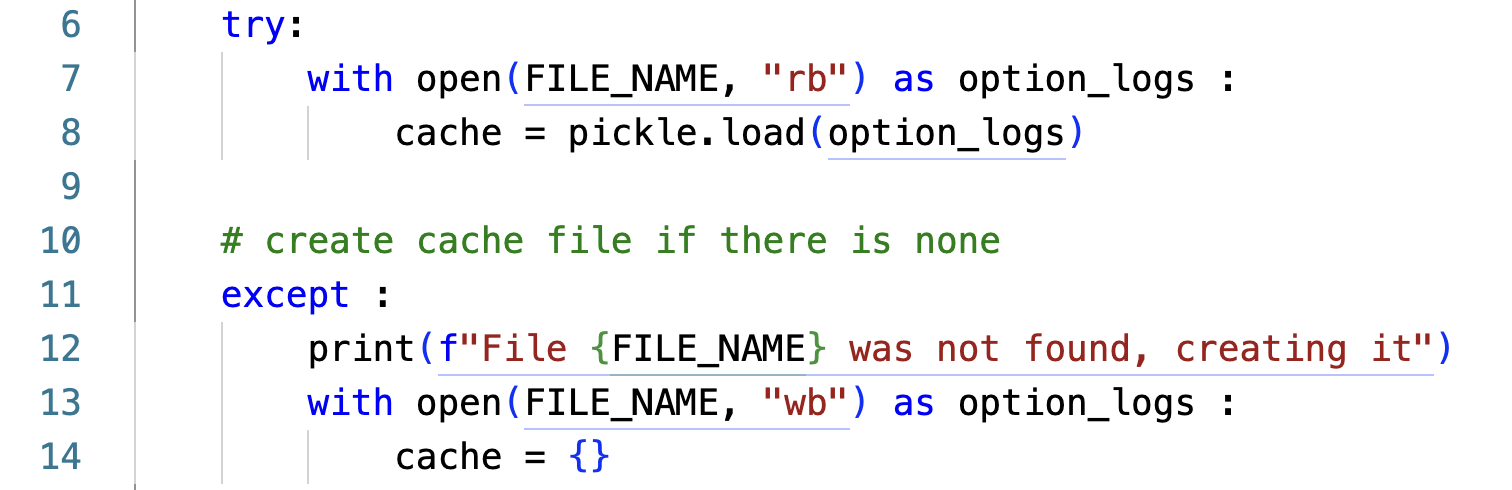 6 try:
7 with open(FILE_NAME, "rb") as option_logs :
8 cache = pickle.load(option_logs)
9
10 # create cache file if there is none
11 except :
12 print(f"File {FILE_NAME} was not found, creating it")
13 with open(FILE_NAME, "wb") as option_logs :
14 cache = {}